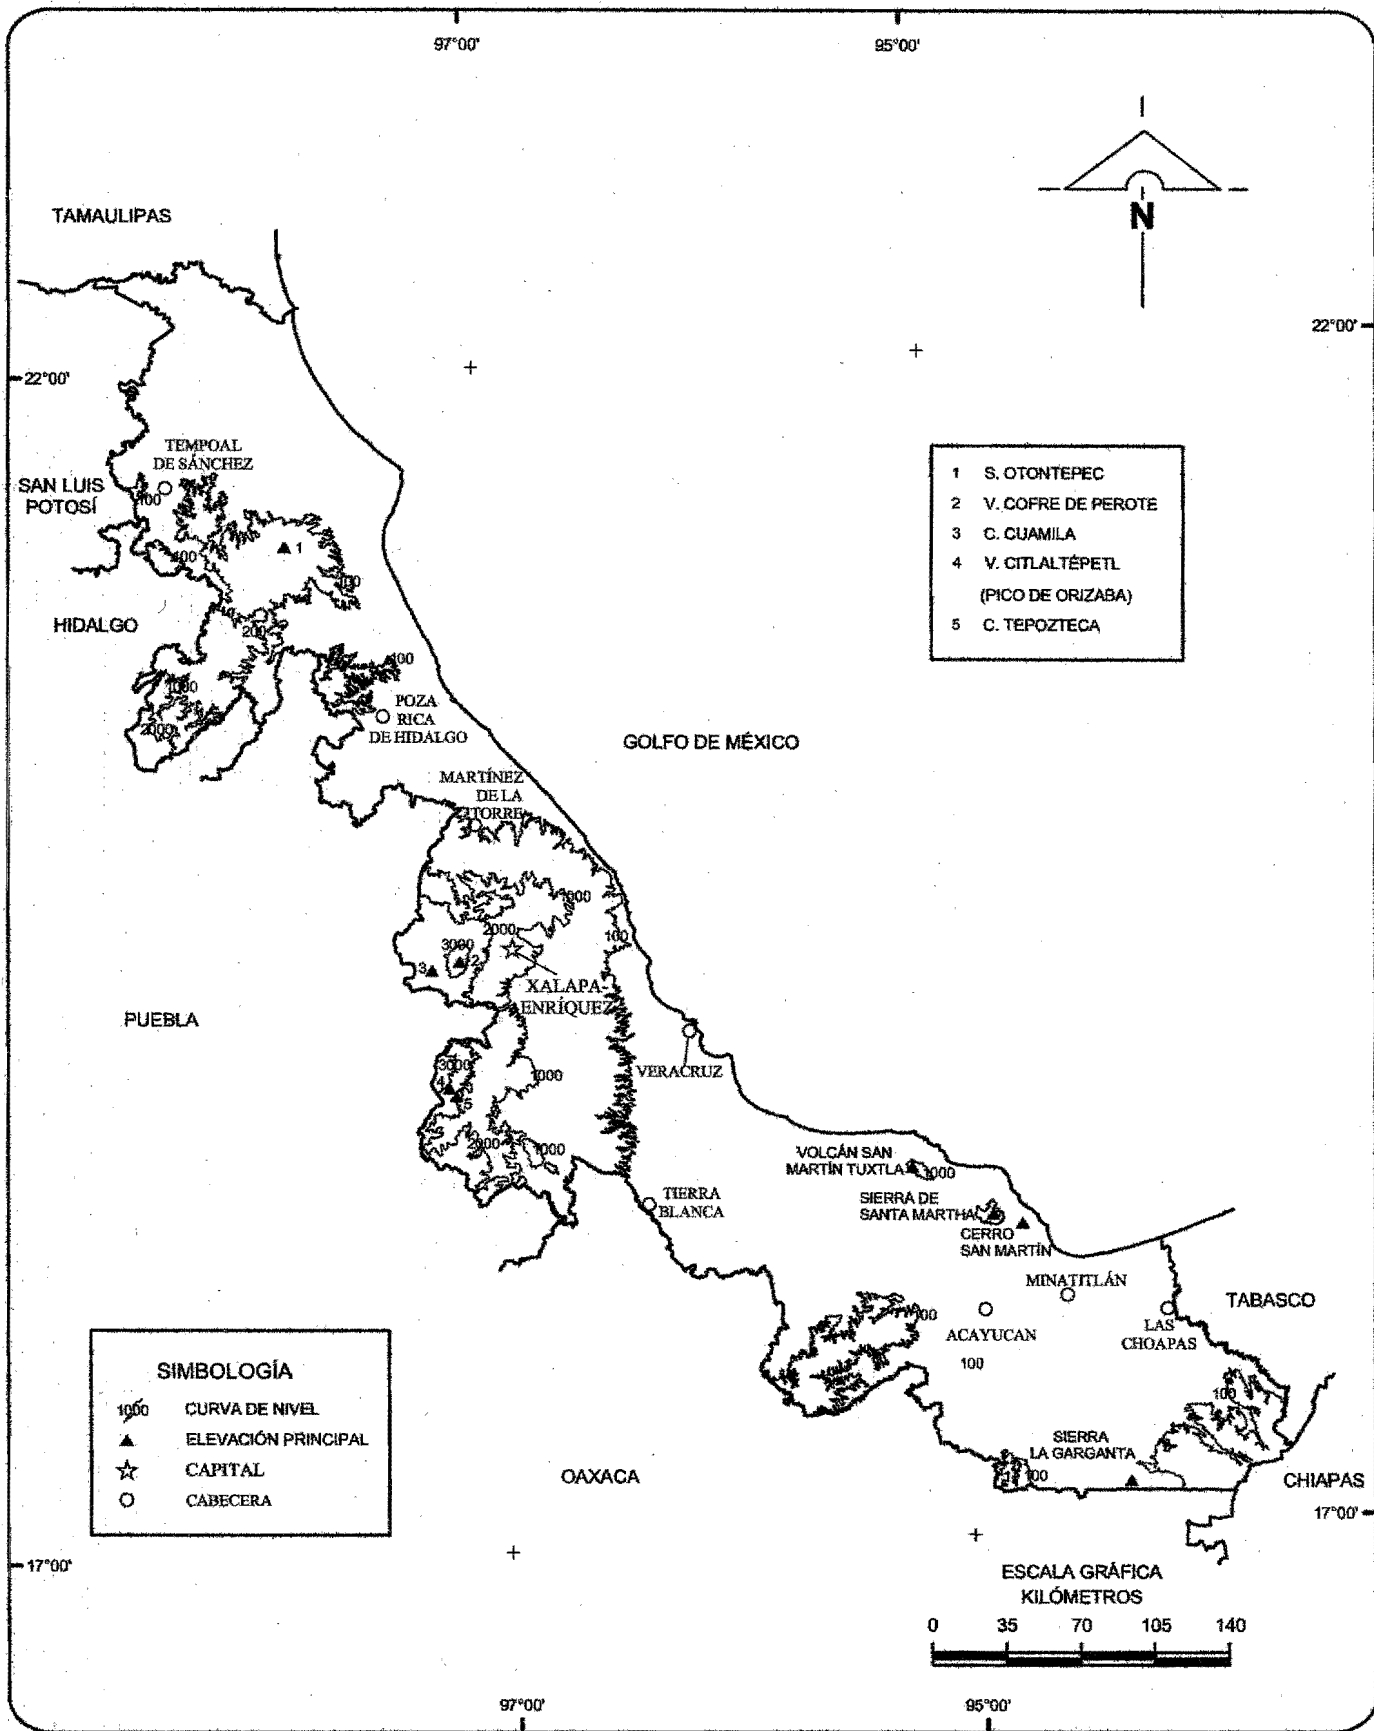 97°00'
95°00'
N
TAMAULIPAS
22°00'
22°00'
TEMPOAL
DE SÁNCHEZ
SAN LUIS
POTOSÍ
100
100
1
100
HIDALGO
200
1000
2000
100
POZA
RICA
DE HIDALGO
1 S. OTONTEPEC
2 V. COFRE DE PEROTE
3 C. CUAMILA
4 V. CITLALTÉPETL
(PICO DE ORIZABA)
5 C. TEPOZTECA
GOLFO DE MÉXICO
MARTÍNEZ
DE LA
TORRE
1000
2000
100
3000
3
2
XALAPA-
ENRÍQUEZ
PUEBLA
VERACRUZ
3000
4
5
1000
2000
1000
VOLCÁN SAN
MARTÍN TUXTLA
1000
SIERRA DE
SANTA MARTHA
CERRO
SAN MARTÍN
TIERRA
BLANCA
MINATITLÁN
TABASCO
100
ACAYUCAN
LAS
CHOAPAS
100
100
SIERRA
LA GARGANTA
100
OAXACA
CHIAPAS
17°00'
17°00'
SIMBOLOGÍA
1000 CURVA DE NIVEL
ELEVACIÓN PRINCIPAL
CAPITAL
CABECERA
ESCALA GRÁFICA
KILÓMETROS
0 35 70 105 140
97°00'
95°00'